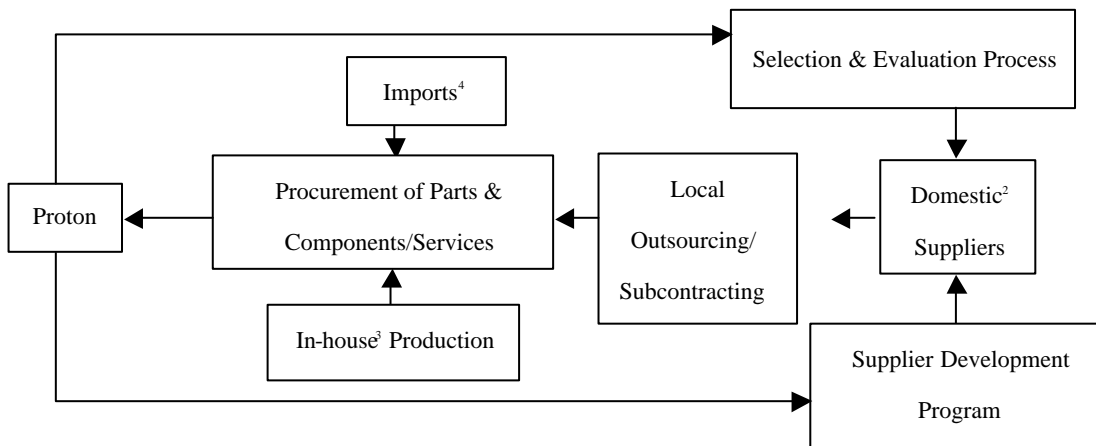 Selection & Evaluation Process
Imports⁴
Procurement of Parts &
Components/Services
Local
Outsourcing/
Subcontracting
Domestic²
Suppliers
Proton
In-house³ Production
Supplier Development
Program